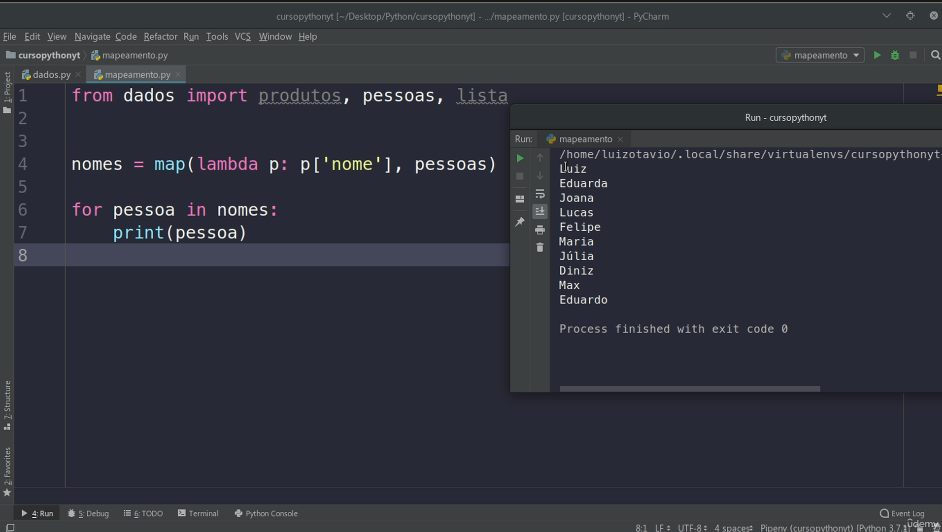 cursopythonyt [~/Desktop/Python/cursopythonyt] - .../mapeamento.py [cursopythonyt] - PyCharm
File Edit View Navigate Code Refactor Run Tools VCS Window Help
cursopythonyt mapeamento.py mapeamento
dados.py mapeamento.py
1: Project
1 from dados import produtos, pessoas, lista
2
3
4 nomes = map(lambda p: p['nome'], pessoas)
5
6 for pessoa in nomes:
7 print(pessoa)
8
Run - cursopythonyt
Run: mapeamento
/home/luizotavio/.local/share/virtualenvs/cursopythonyt
Luiz
Eduarda
Joana
Lucas
Felipe
Maria
Júlia
Diniz
Max
Eduardo
Process finished with exit code 0
7: Structure
2: Favorites
4: Run 5: Debug 6: TODO Terminal Python Console Event Log
8:1 LF UTF-8 4 spaces Pipenv (cursopythonyt) [Python 3.7.
udemy